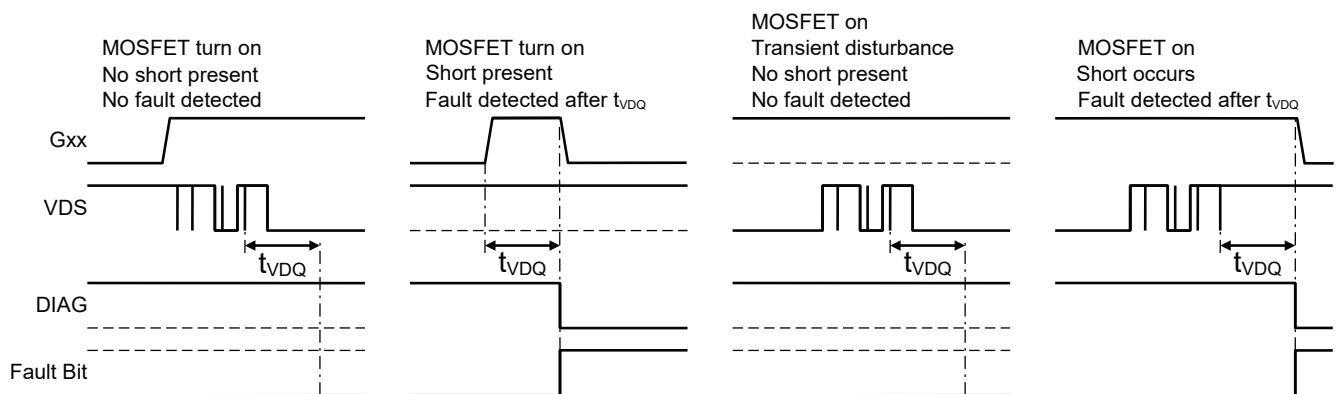 MOSFET turn on
No short present
No fault detected
MOSFET turn on
Short present
Fault detected after tVDQ
MOSFET on
Transient disturbance
No short present
No fault detected
MOSFET on
Short occurs
Fault detected after tVDQ
Gxx
VDS
tVDQ
tVDQ
tVDQ
tVDQ
DIAG
Fault Bit